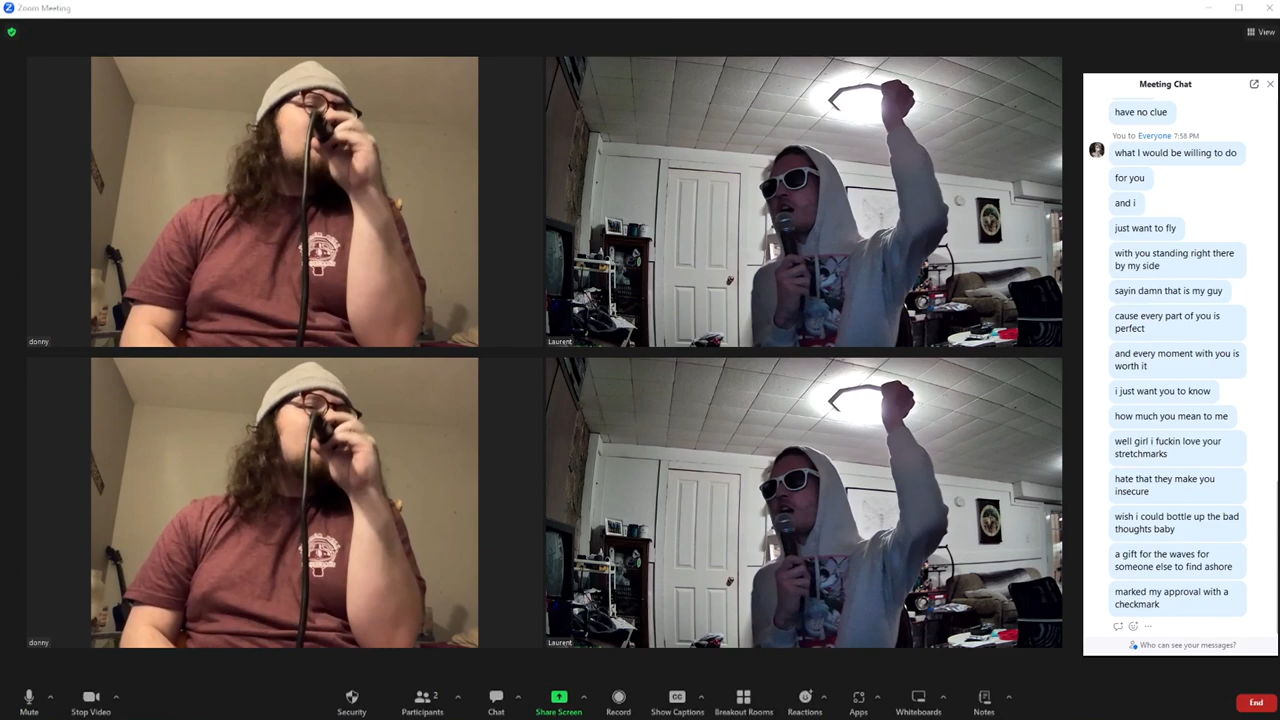 Zoom Meeting
View
Meeting Chat
have no clue
You to Everyone 7:58 PM
what I would be willing to do
for you
and i
just want to fly
with you standing right there
by my side
sayin damn that is my guy
cause every part of you is
perfect
and every moment with you is
worth it
i just want you to know
how much you mean to me
well girl i fuckin love your
stretchmarks
hate that they make you
insecure
wish i could bottle up the bad
thoughts baby
a gift for the waves for
someone else to find ashore
marked my approval with a
checkmark
Who can see your messages?
donny
Laurent
donny
Laurent
Mute
Stop Video
Security
Participants
2
Chat
Share Screen
Record
Show Captions
Breakout Rooms
Reactions
Apps
Whiteboards
Notes
End